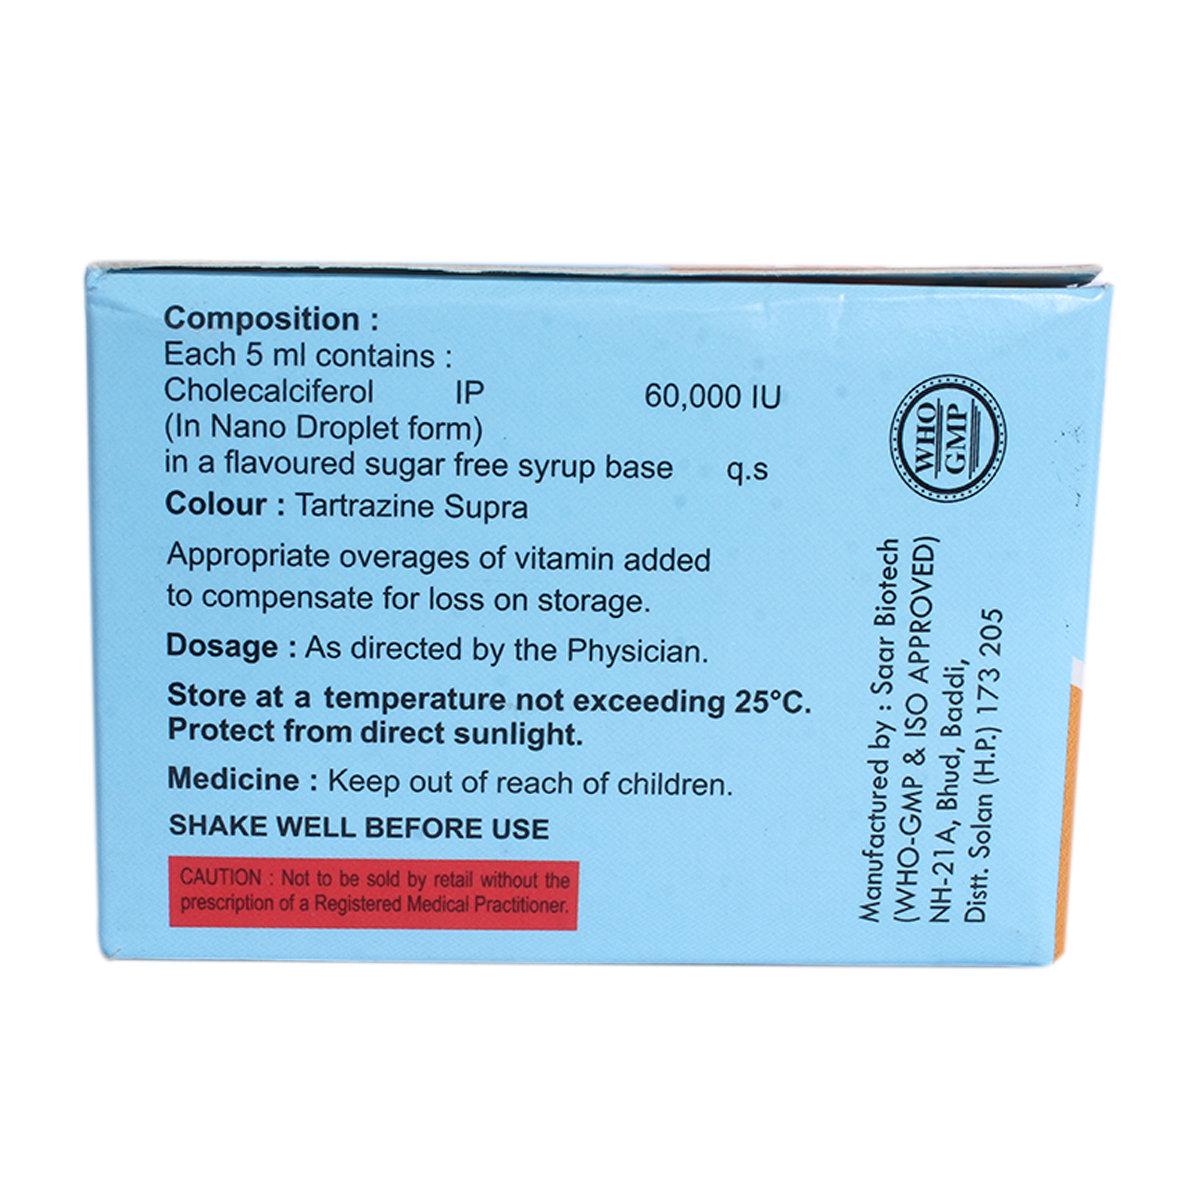 Composition :
Each 5 ml contains :
Cholecalciferol IP 60,000 IU
(In Nano Droplet form)
in a flavoured sugar free syrup base q.s
Colour : Tartrazine Supra
Appropriate overages of vitamin added
to compensate for loss on storage.
Dosage : As directed by the Physician.
Store at a temperature not exceeding 25°C.
Protect from direct sunlight.
Medicine : Keep out of reach of children.
SHAKE WELL BEFORE USE
CAUTION : Not to be sold by retail without the
prescription of a Registered Medical Practitioner.
WHO
GMP
Manufactured by : Saar Biotech
(WHO-GMP & ISO APPROVED)
NH-21A, Bhud, Baddi,
Distt. Solan (H.P.) 173 205